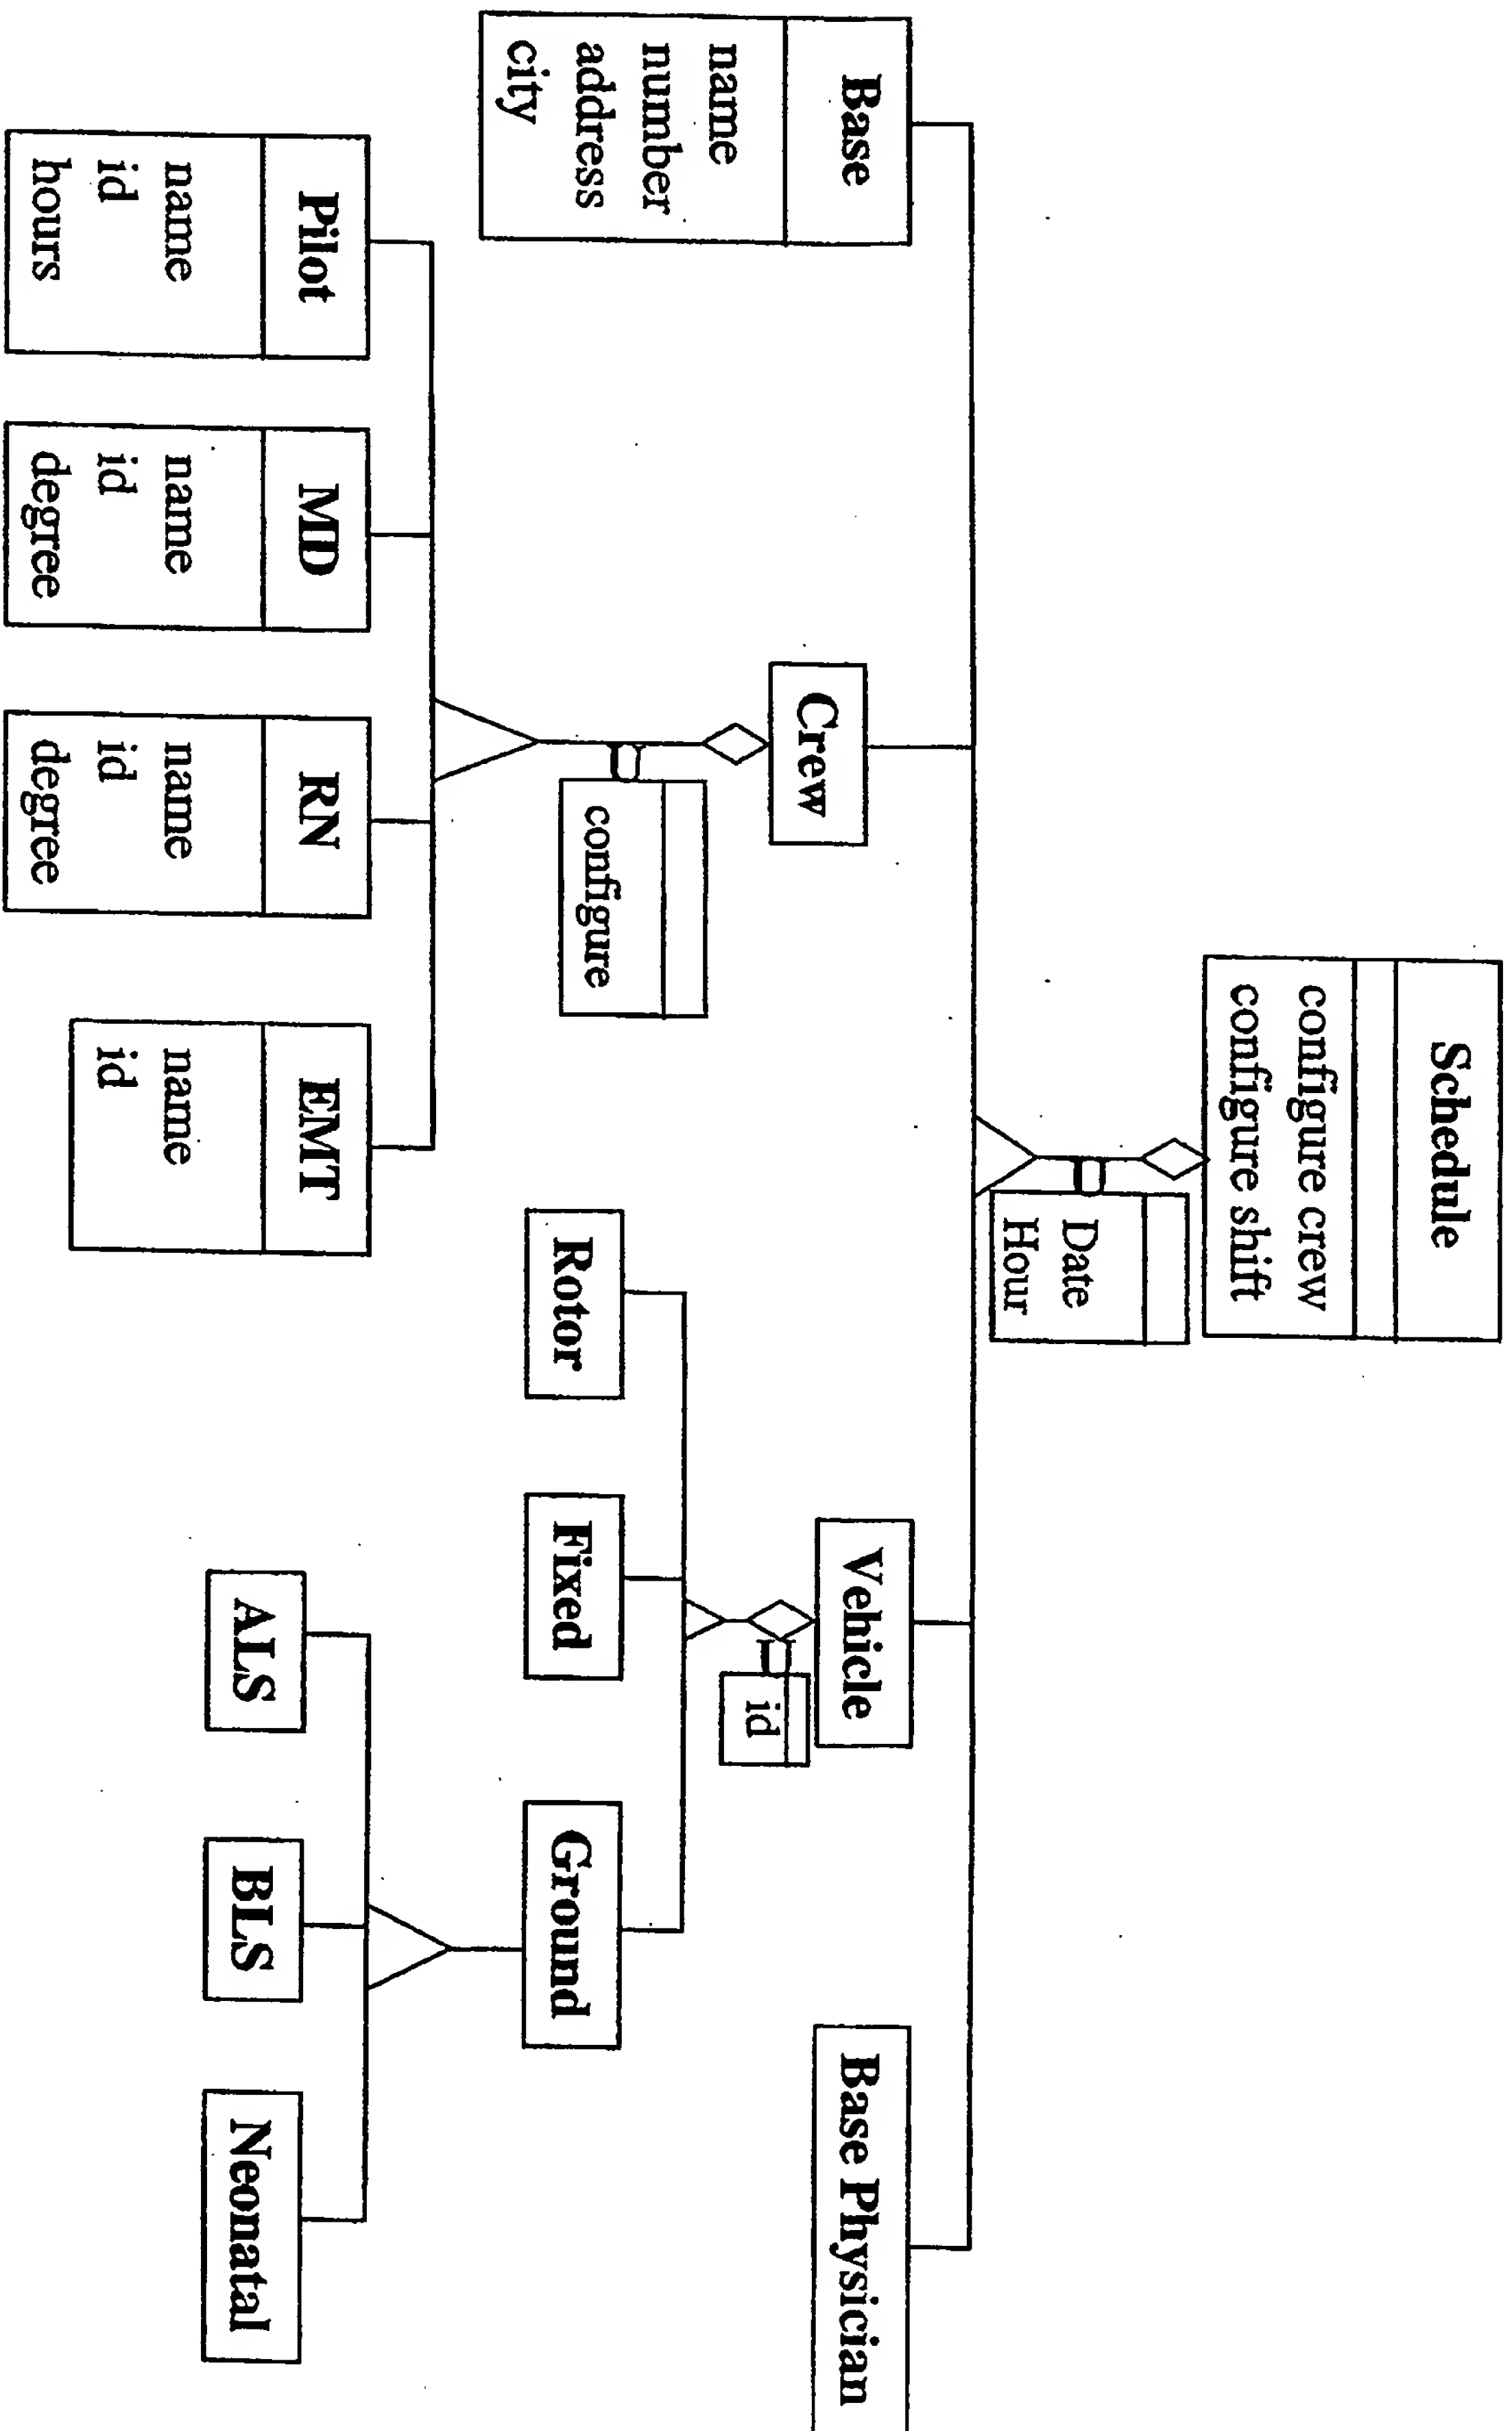 Schedule
configure crew
configure shift
Date
Hour
Base
name
number
address
city
Crew
configure
Vehicle
id
Base Physician
Pilot
name
id
hours
MD
name
id
degree
RN
name
id
degree
EMT
name
id
Rotor
Fixed
Ground
ALS
BLS
Neonatal